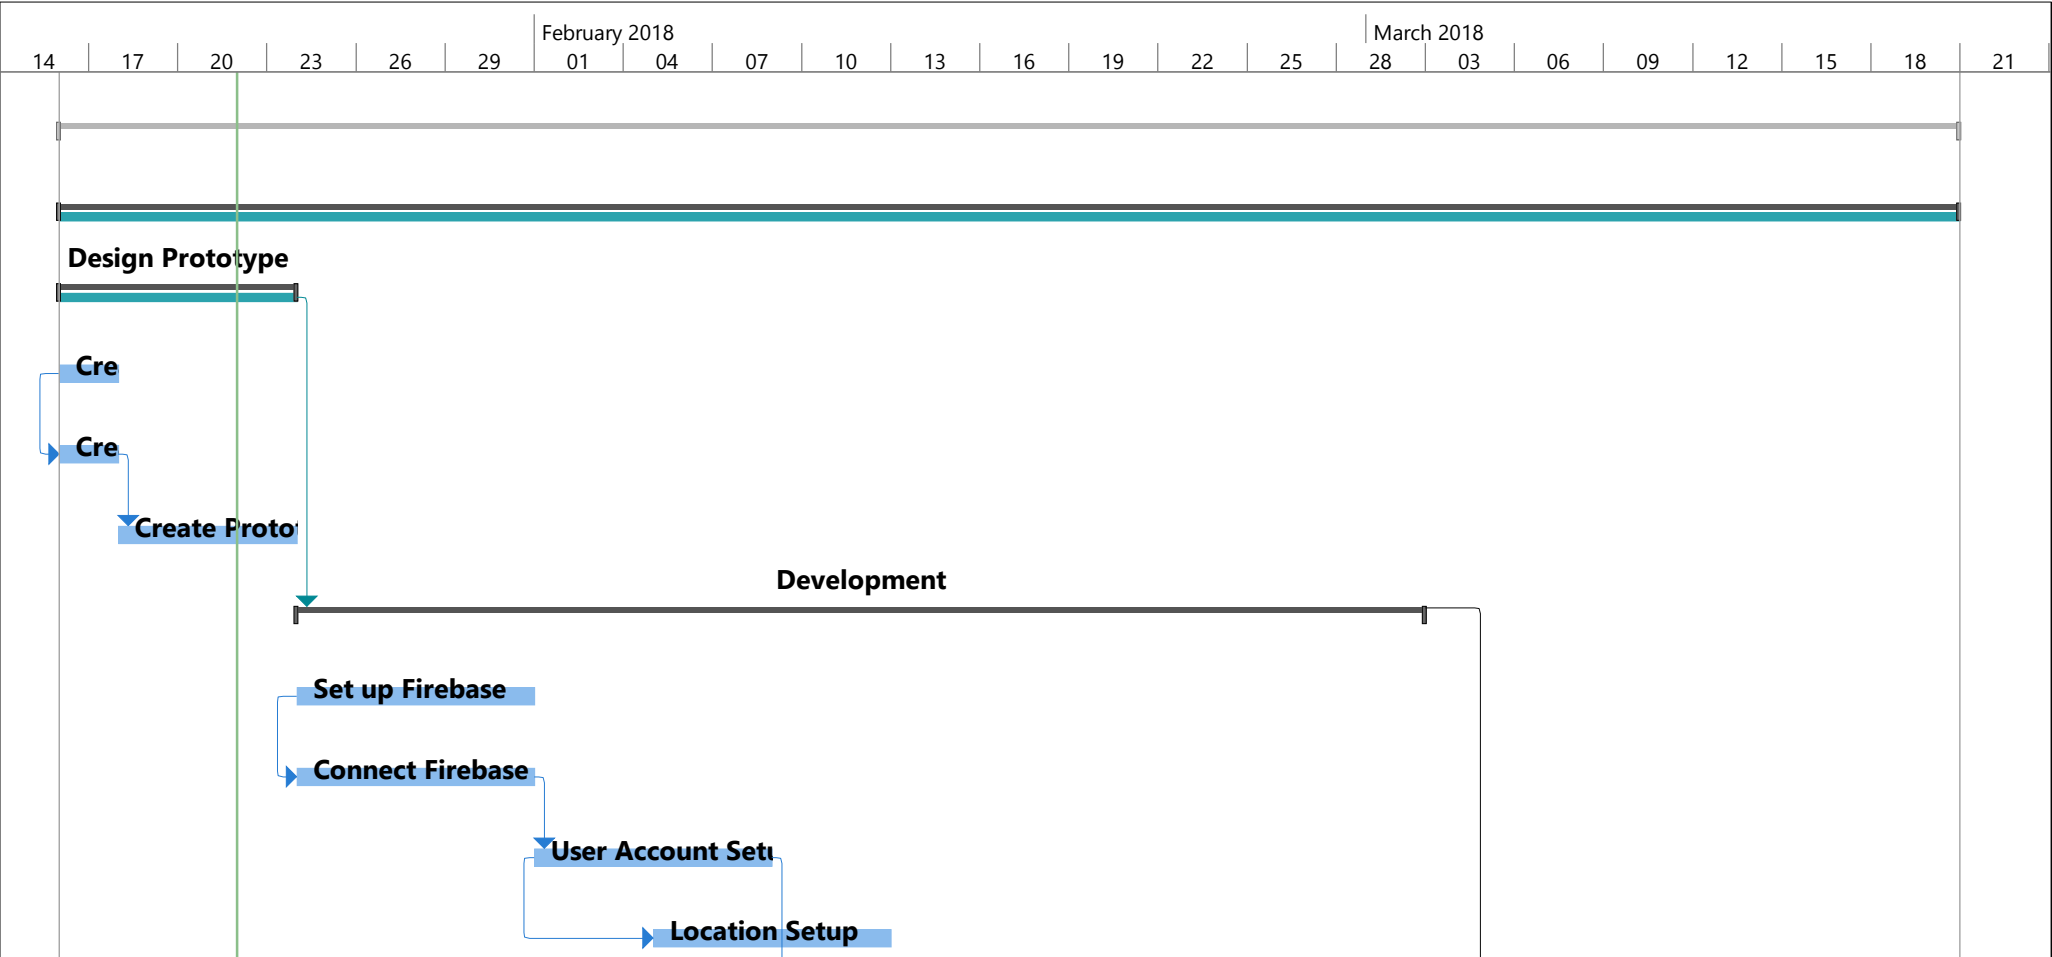 February 2018 March 2018
14 17 20 23 26 29 01 04 07 10 13 16 19 22 25 28 03 06 09 12 15 18 21
Design Prototype
Cre
Cre
Create Protot
Development
Set up Firebase
Connect Firebase
User Account Setu
Location Setup